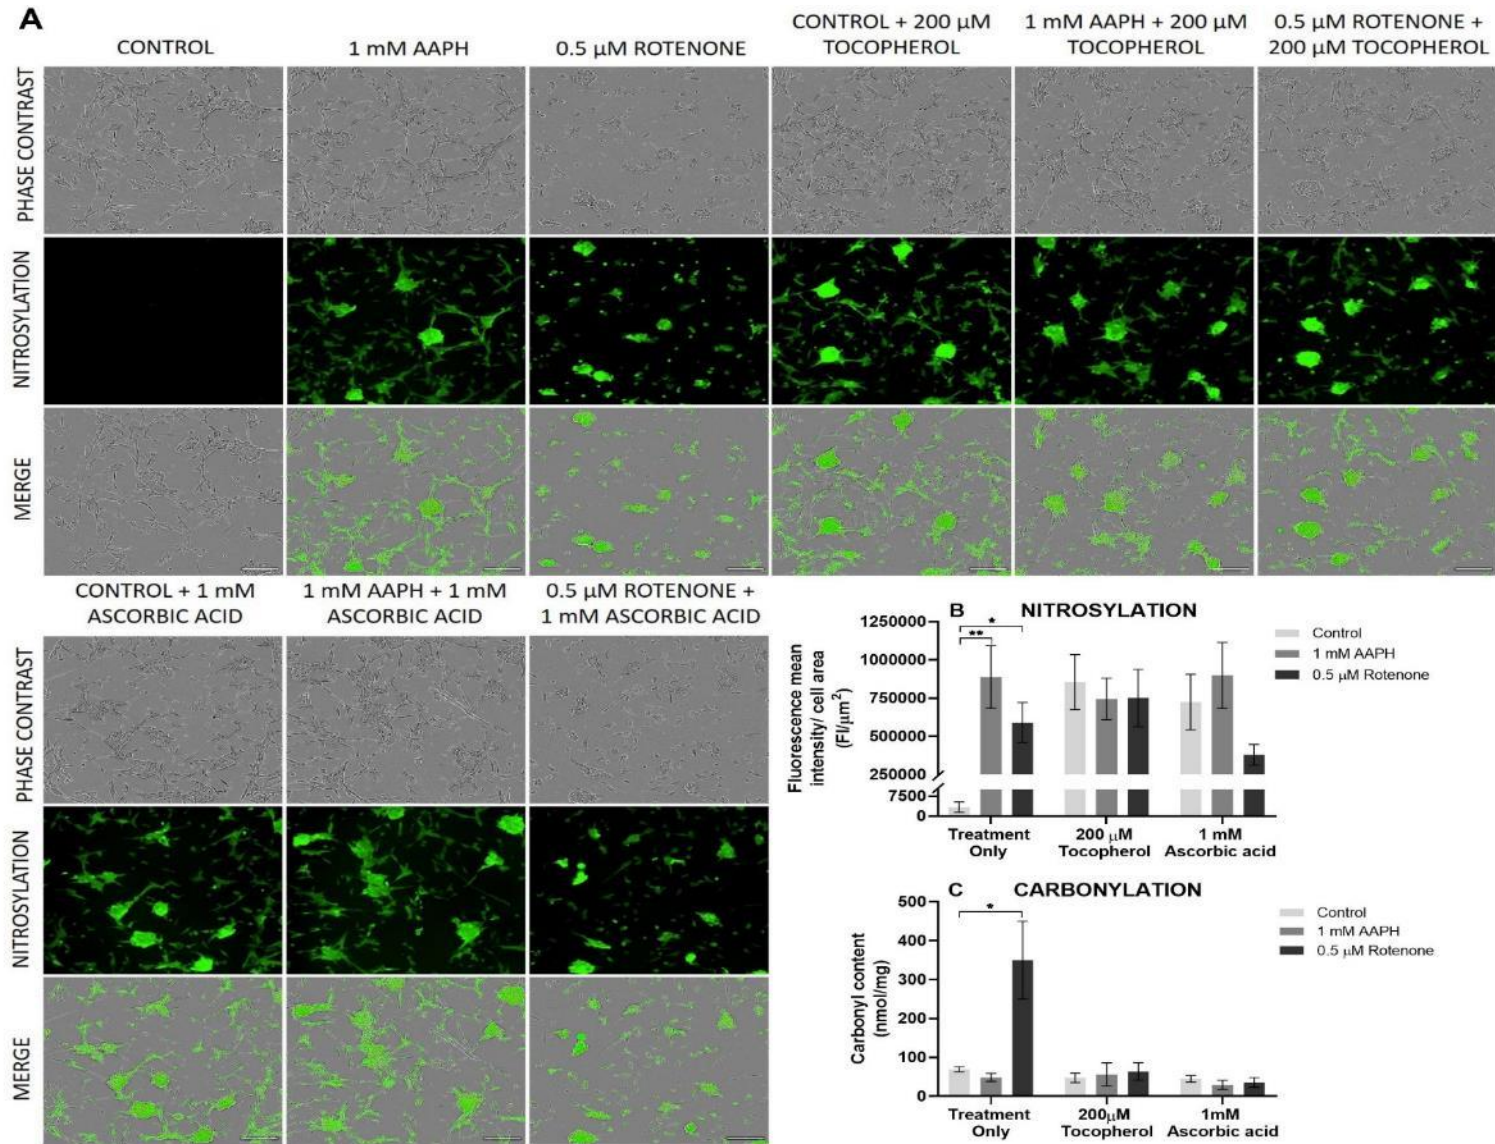 A
CONTROL
1 mM AAPH
0.5 µM ROTENONE
CONTROL + 200 µM
TOCOPHEROL
1 mM AAPH + 200 µM
TOCOPHEROL
0.5 µM ROTENONE +
200 µM TOCOPHEROL
PHASE CONTRAST
NITROSYLATION
MERGE
CONTROL + 1 mM
ASCORBIC ACID
1 mM AAPH + 1 mM
ASCORBIC ACID
0.5 µM ROTENONE +
1 mM ASCORBIC ACID
PHASE CONTRAST
NITROSYLATION
MERGE
B NITROSYLATION
Fluorescence mean
intensity/ cell area
(FI/µm²)
1250000
1000000
750000
500000
250000
7500
0
**
*
Treatment
Only
200 µM
Tocopherol
1 mM
Ascorbic acid
Control
1 mM AAPH
0.5 µM Rotenone
C CARBONYLATION
Carbonyl content
(nmol/mg)
500
400
300
200
100
0
*
Treatment
Only
200µM
Tocopherol
1mM
Ascorbic acid
Control
1 mM AAPH
0.5 µM Rotenone